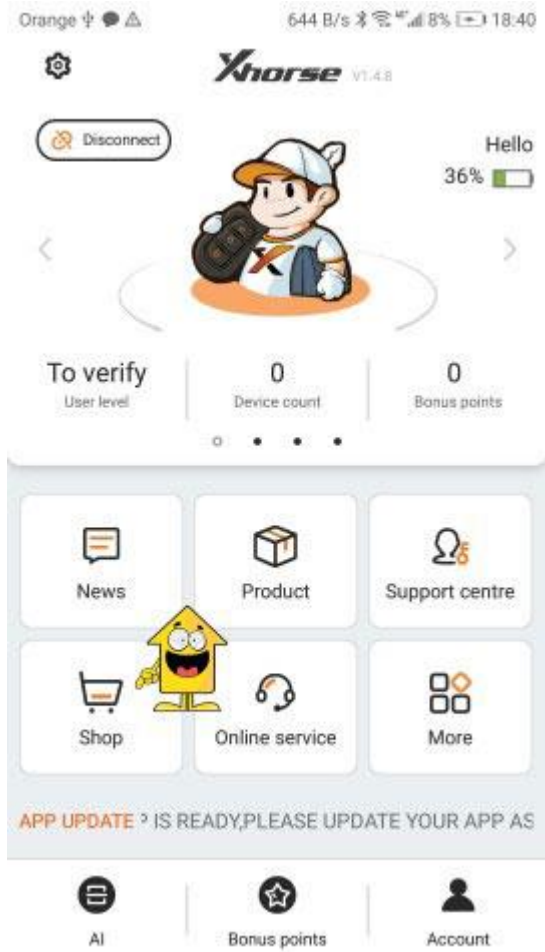 Orange 644 B/s 8% 18:40
Xhorse V1.4.8
Disconnect
Hello
36%
To verify 0 0
User level Device count Bonus points
News Product Support centre
Shop Online service More
APP UPDATE IS READY,PLEASE UPDATE YOUR APP AS
AI Bonus points Account